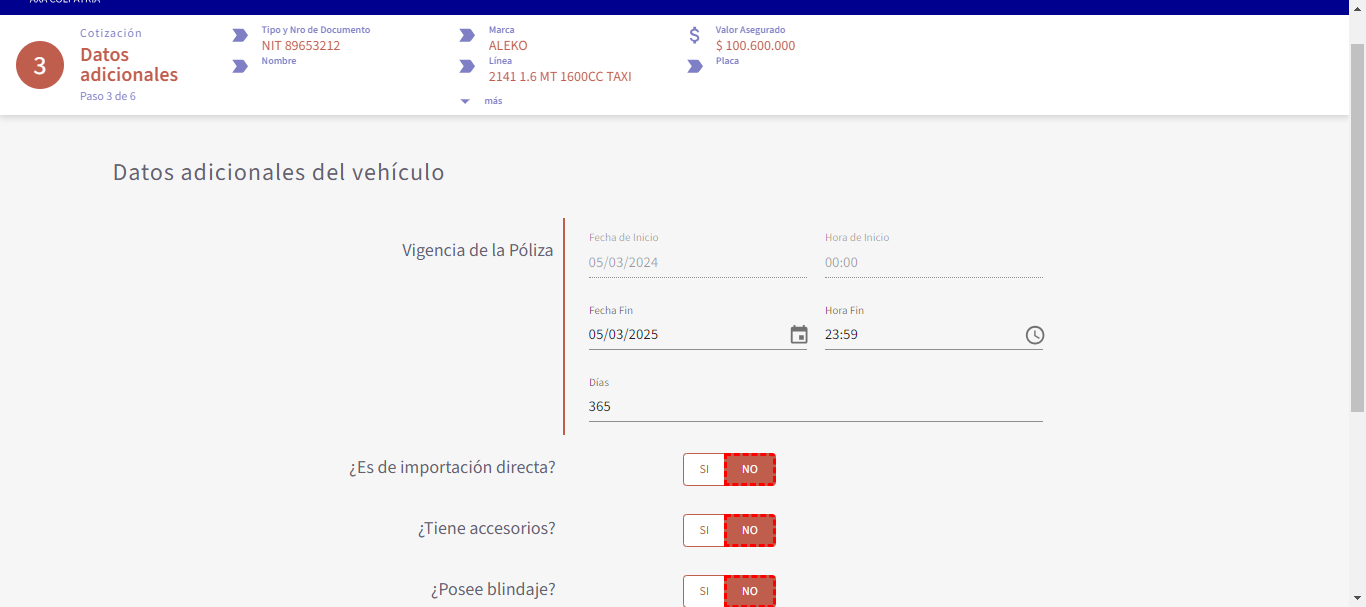 AXA COLPATRIA
Cotización
3
Datos
adicionales
Paso 3 de 6
Tipo y Nro de Documento
NIT 89653212
Nombre
Marca
ALEKO
Línea
2141 1.6 MT 1600CC TAXI
más
$
Valor Asegurado
$ 100.600.000
Placa
Datos adicionales del vehículo
Vigencia de la Póliza
Fecha de Inicio
05/03/2024
Hora de Inicio
00:00
Fecha Fin
05/03/2025
Hora Fin
23:59
Días
365
¿Es de importación directa?
SI NO
¿Tiene accesorios?
SI NO
¿Posee blindaje?
SI NO